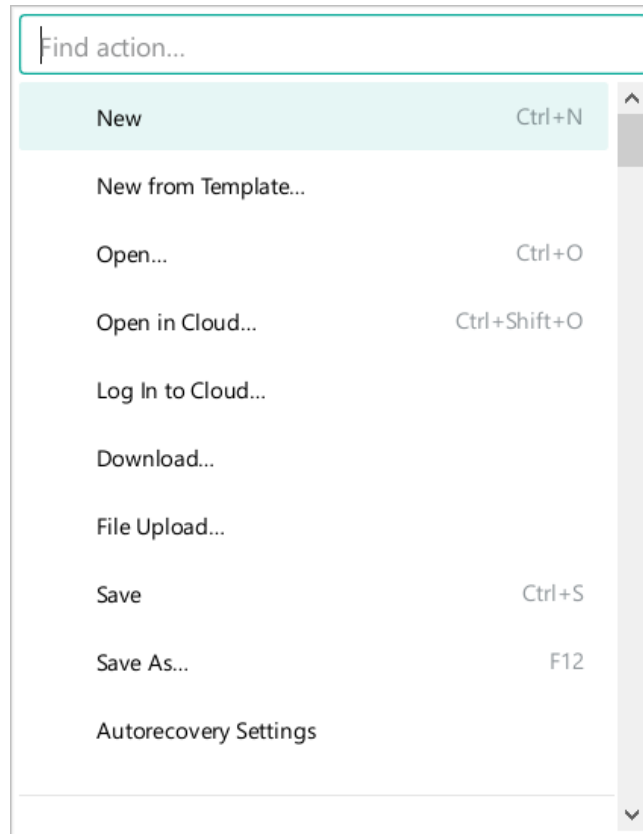 Find action...
New Ctrl+N
New from Template...
Open... Ctrl+O
Open in Cloud... Ctrl+Shift+O
Log In to Cloud...
Download...
File Upload...
Save Ctrl+S
Save As... F12
Autorecovery Settings